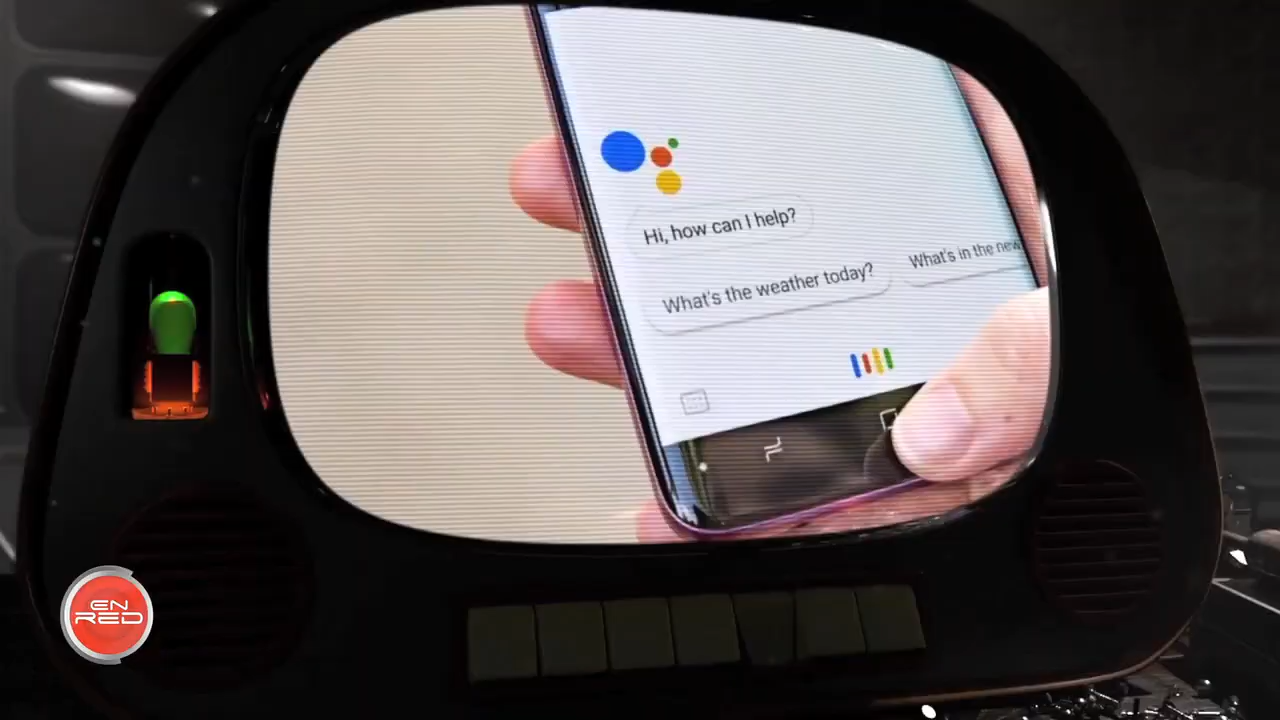 Hi, how can I help?
What's the weather today?
What's in the new
EN
RED